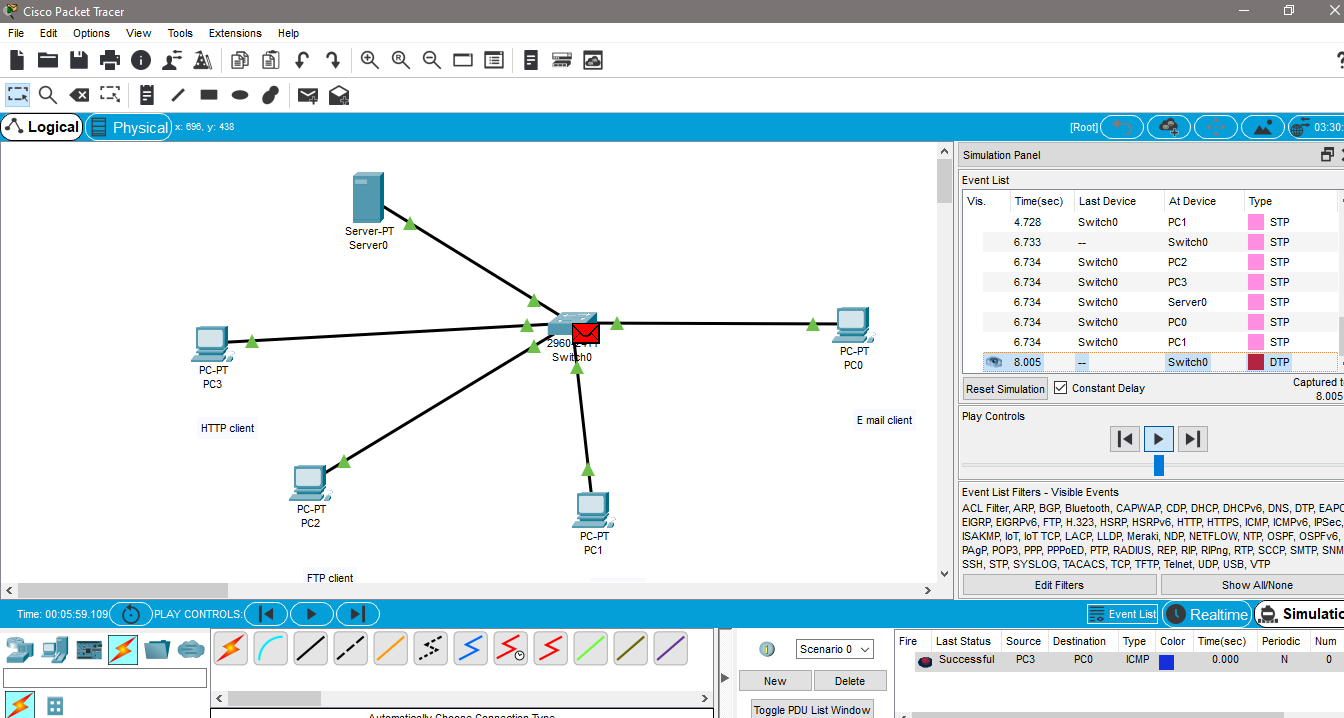 Cisco Packet Tracer
File Edit Options View Tools Extensions Help
Logical Physical x: 696, y: 438 [Root] 03:30:
Server-PT
Server0
PC-PT
PC3
HTTP client
PC-PT
PC2
FTP client
Switch0
PC-PT
PC1
PC-PT
PC0
E mail client
Simulation Panel
Event List
Vis. Time(sec) Last Device At Device Type
4.728 Switch0 PC1 STP
6.733 -- Switch0 STP
6.734 Switch0 PC2 STP
6.734 Switch0 PC3 STP
6.734 Switch0 Server0 STP
6.734 Switch0 PC0 STP
6.734 Switch0 PC1 STP
8.005 -- Switch0 DTP
Reset Simulation Constant Delay Captured t
8.005
Play Controls
Event List Filters - Visible Events
ACL Filter, ARP, BGP, Bluetooth, CAPWAP, CDP, DHCP, DHCPv6, DNS, DTP, EAPO
EIGRP, EIGRPv6, FTP, H.323, HSRP, HSRPv6, HTTP, HTTPS, ICMP, ICMPv6, IPSec,
ISAKMP, IoT, IoT TCP, LACP, LLDP, Meraki, NDP, NETFLOW, NTP, OSPF, OSPFv6,
PAgP, POP3, PPP, PPPoED, PTP, RADIUS, REP, RIP, RIPng, RTP, SCCP, SMTP, SNM
SSH, STP, SYSLOG, TACACS, TCP, TFTP, Telnet, UDP, USB, VTP
Edit Filters Show All/None
Time: 00:05:59.109 PLAY CONTROLS: Event List Realtime Simulatio
Scenario 0
New Delete
Toggle PDU List Window
Fire Last Status Source Destination Type Color Time(sec) Periodic Num
Successful PC3 PC0 ICMP 0.000 N 0
Automatically Choose Connection Type